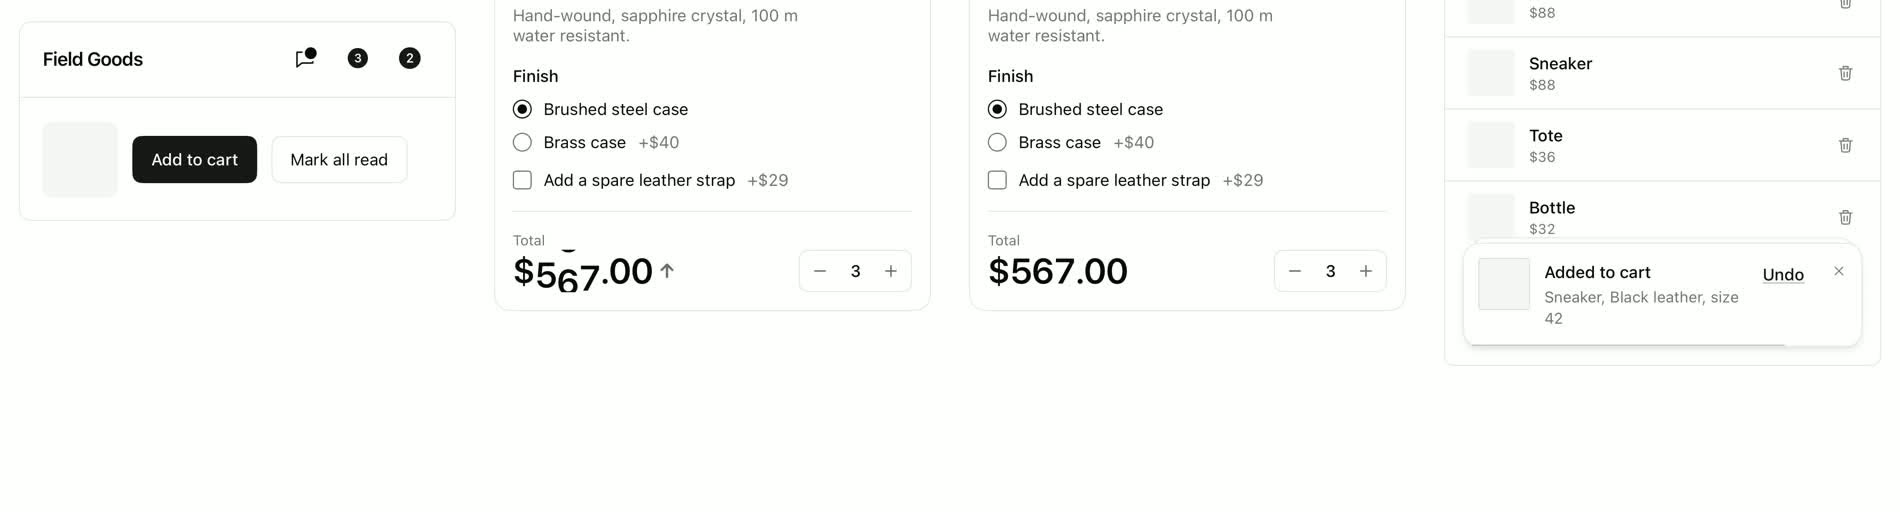 Field Goods
3
2
Add to cart
Mark all read
Hand-wound, sapphire crystal, 100 m
water resistant.
Finish
Brushed steel case
Brass case +$40
Add a spare leather strap +$29
Total
$567.00
3
Hand-wound, sapphire crystal, 100 m
water resistant.
Finish
Brushed steel case
Brass case +$40
Add a spare leather strap +$29
Total
$567.00
3
$88
Sneaker
$88
Tote
$36
Bottle
$32
Added to cart
Undo
Sneaker, Black leather, size
42